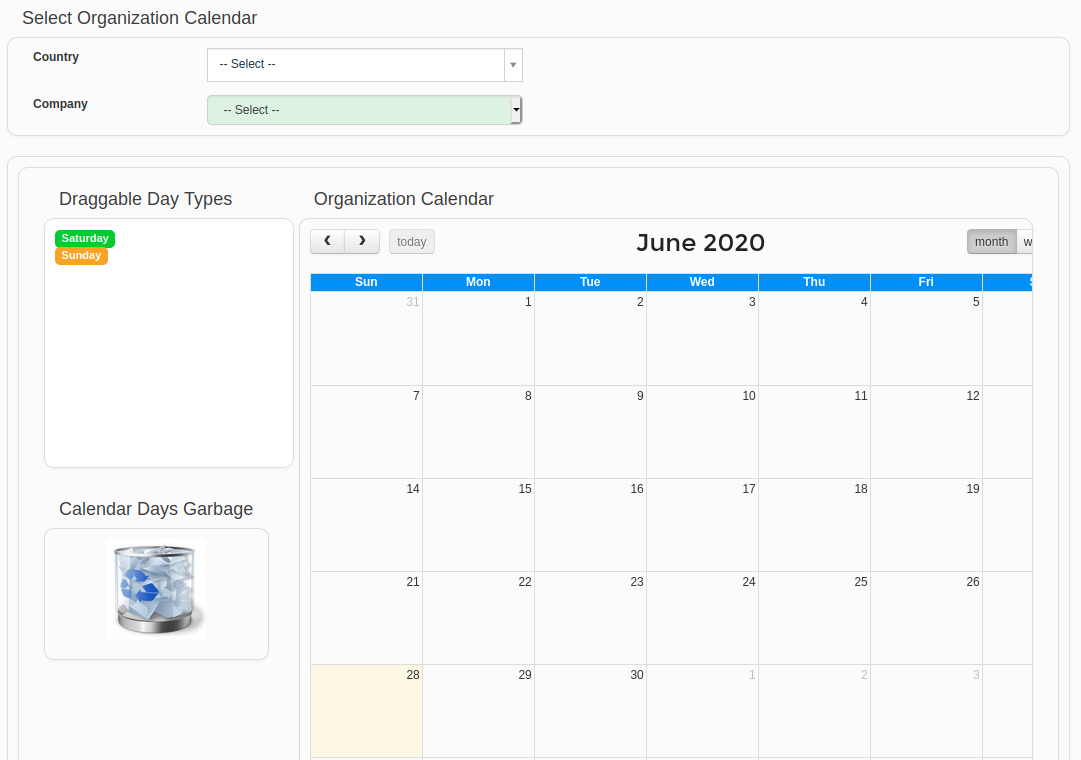 Select Organization Calendar
Country
-- Select --
Company
-- Select --
Draggable Day Types
Saturday
Sunday
Calendar Days Garbage
Organization Calendar
today
June 2020
month
Sun Mon Tue Wed Thu Fri
31 1 2 3 4 5
7 8 9 10 11 12
14 15 16 17 18 19
21 22 23 24 25 26
28 29 30 1 2 3